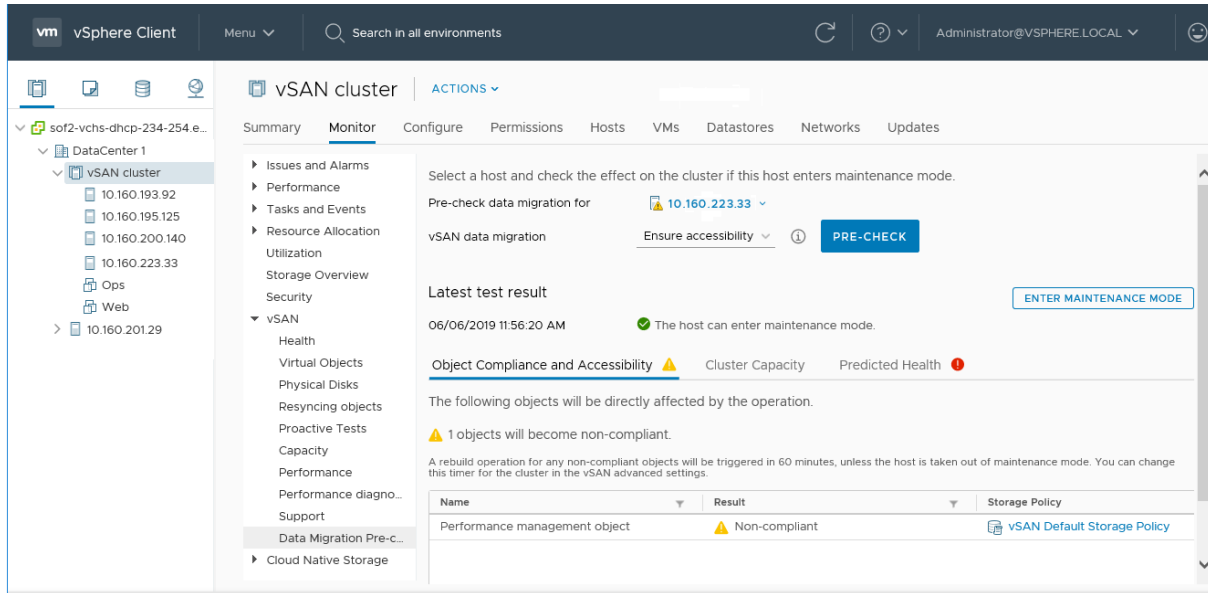 vm vSphere Client Menu Search in all environments Administrator@VSPHERE.LOCAL
sof2-vchs-dhcp-234-254.e...
DataCenter 1
vSAN cluster
10.160.193.92
10.160.195.125
10.160.200.140
10.160.223.33
Ops
Web
10.160.201.29
vSAN cluster ACTIONS
Summary Monitor Configure Permissions Hosts VMs Datastores Networks Updates
Issues and Alarms
Performance
Tasks and Events
Resource Allocation
Utilization
Storage Overview
Security
vSAN
Health
Virtual Objects
Physical Disks
Resyncing objects
Proactive Tests
Capacity
Performance
Performance diagno...
Support
Data Migration Pre-c...
Cloud Native Storage
Select a host and check the effect on the cluster if this host enters maintenance mode.
Pre-check data migration for 10.160.223.33
vSAN data migration Ensure accessibility PRE-CHECK
Latest test result
ENTER MAINTENANCE MODE
06/06/2019 11:56:20 AM The host can enter maintenance mode.
Object Compliance and Accessibility Cluster Capacity Predicted Health
The following objects will be directly affected by the operation.
1 objects will become non-compliant.
A rebuild operation for any non-compliant objects will be triggered in 60 minutes, unless the host is taken out of maintenance mode. You can change
this timer for the cluster in the vSAN advanced settings.
Name Result Storage Policy
Performance management object Non-compliant vSAN Default Storage Policy